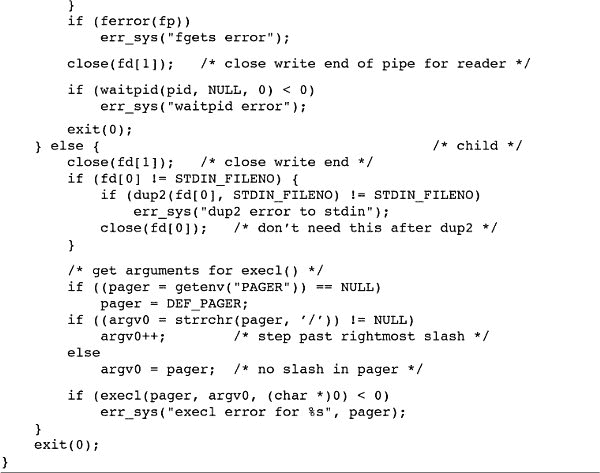 }
        if (ferror(fp))
            err_sys("fgets error");
        close(fd[1]);   /* close write end of pipe for reader */
        if (waitpid(pid, NULL, 0) < 0)
            err_sys("waitpid error");
        exit(0);
    } else {                                        /* child */
        close(fd[1]);   /* close write end */
        if (fd[0] != STDIN_FILENO) {
            if (dup2(fd[0], STDIN_FILENO) != STDIN_FILENO)
                err_sys("dup2 error to stdin");
            close(fd[0]);   /* don’t need this after dup2 */
        }
        /* get arguments for execl() */
        if ((pager = getenv("PAGER")) == NULL)
            pager = DEF_PAGER;
        if ((argv0 = strrchr(pager, ’/’)) != NULL)
            argv0++;        /* step past rightmost slash */
        else
            argv0 = pager;  /* no slash in pager */
        if (execl(pager, argv0, (char *)0) < 0)
            err_sys("execl error for %s", pager);
    }
    exit(0);
}